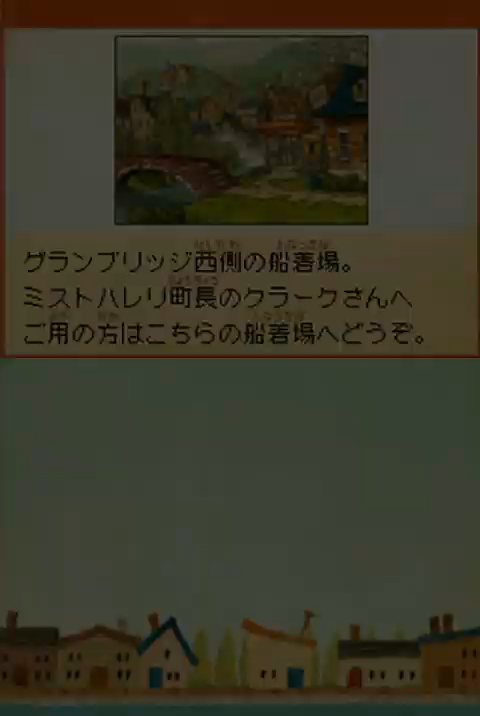 グランブリッジ西側の船着場。
ミストハレリ町長のクラークさんへ
ご用の方はこちらの船着場へどうぞ。